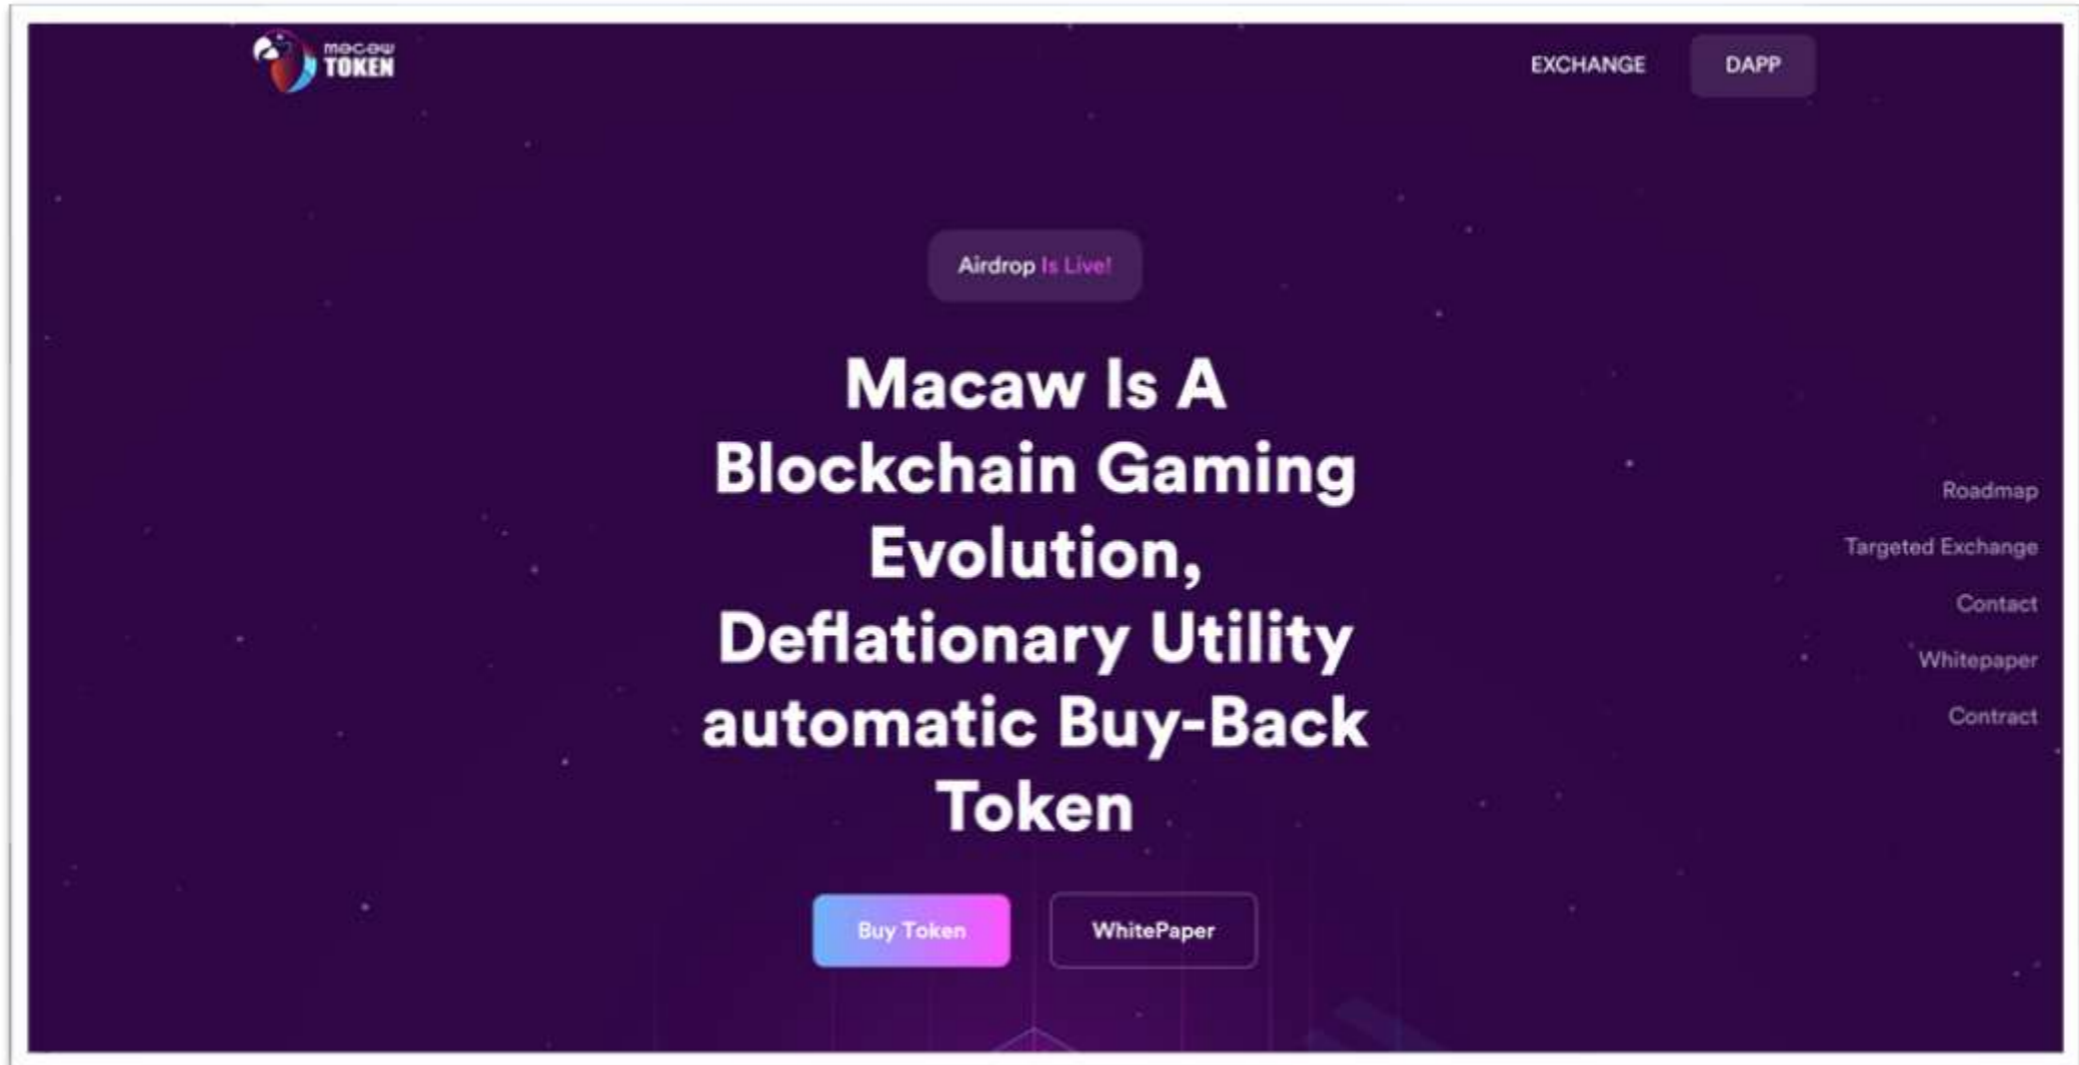 macaw
TOKEN
EXCHANGE
DAPP
Airdrop Is Live!
Macaw Is A
Blockchain Gaming
Evolution,
Deflationary Utility
automatic Buy-Back
Token
Roadmap
Targeted Exchange
Contact
Whitepaper
Contract
Buy Token
WhitePaper